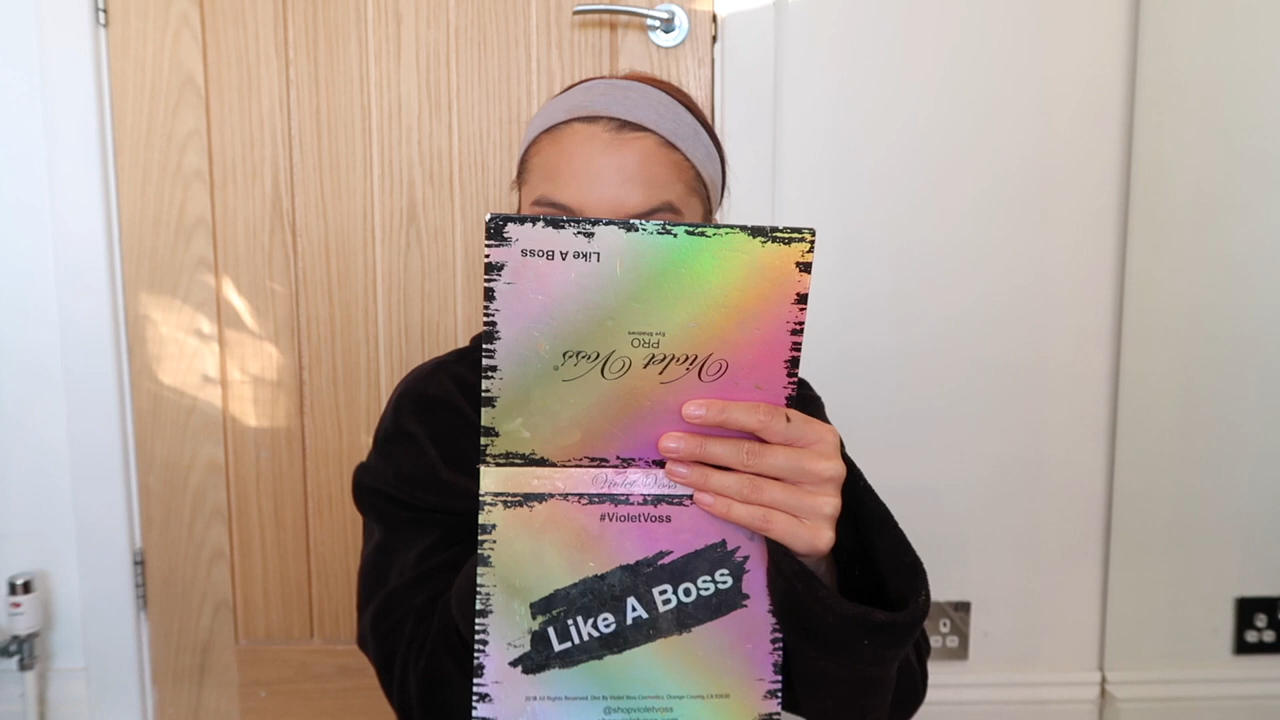 Like A Boss
Eye Shadows
PRO
Violet Voss®
Violet Voss
#VioletVoss
Like A Boss
2018 All Rights Reserved. Dist By Violet Voss Cosmetics, Orange County, CA 92630
@shopvioletvoss